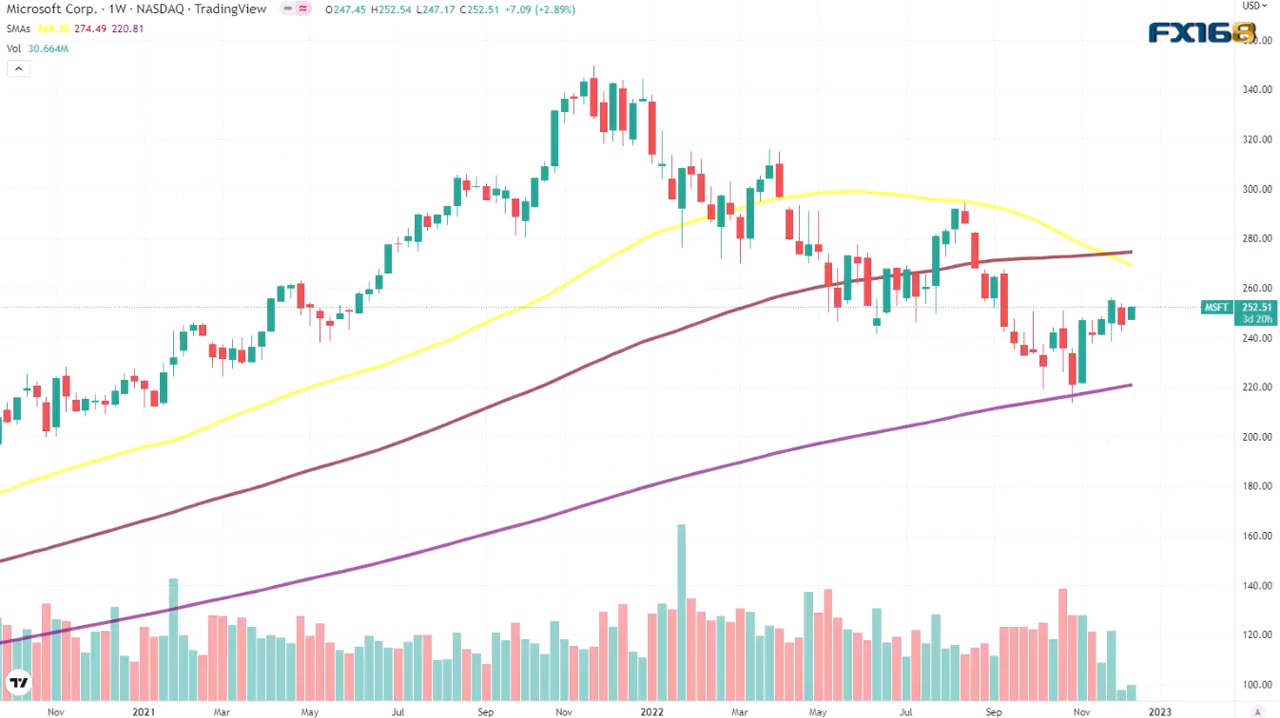 Microsoft Corp. · 1W · NASDAQ · TradingView O247.45 H252.54 L247.17 C252.51 +7.09 (+2.89%)
USD
SMAs 274.49 220.81
Vol 30.664M
FX168
340.00
320.00
300.00
280.00
260.00
MSFT 252.51
3d 20h
240.00
220.00
200.00
180.00
160.00
140.00
120.00
100.00
Nov 2021 Mar May Jul Sep Nov 2022 Mar May Jul Sep Nov 2023 A